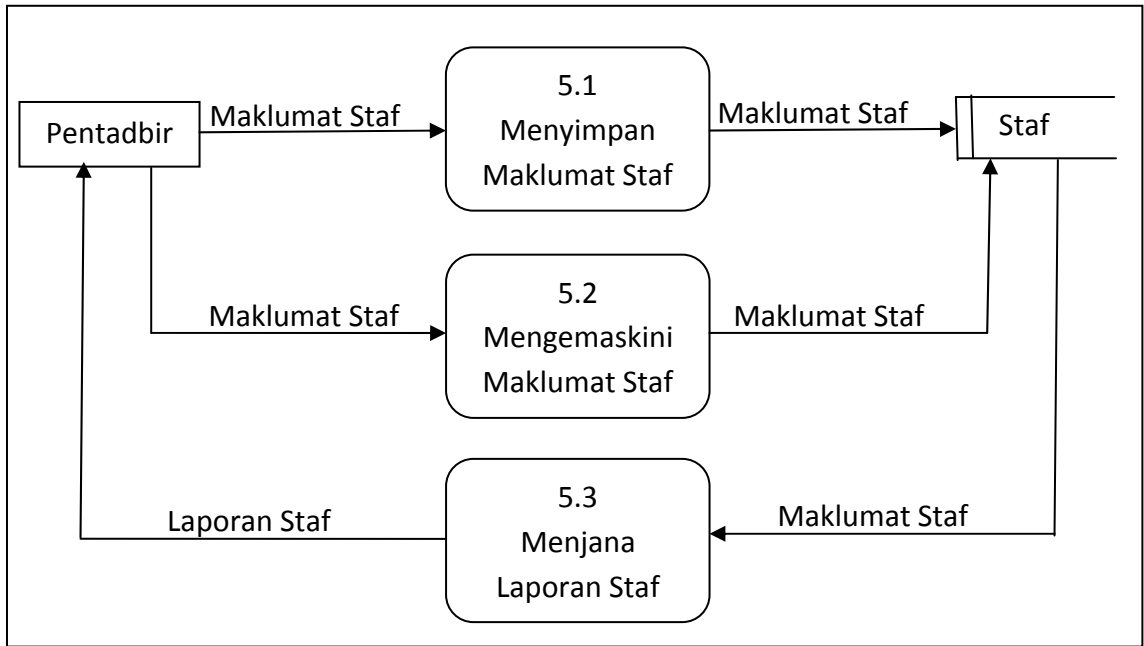 5.1
Menyimpan
Maklumat Staf
Pentadbir
Maklumat Staf
Maklumat Staf
Staf
5.2
Mengemaskini
Maklumat Staf
Maklumat Staf
Maklumat Staf
5.3
Menjana
Laporan Staf
Laporan Staf
Maklumat Staf